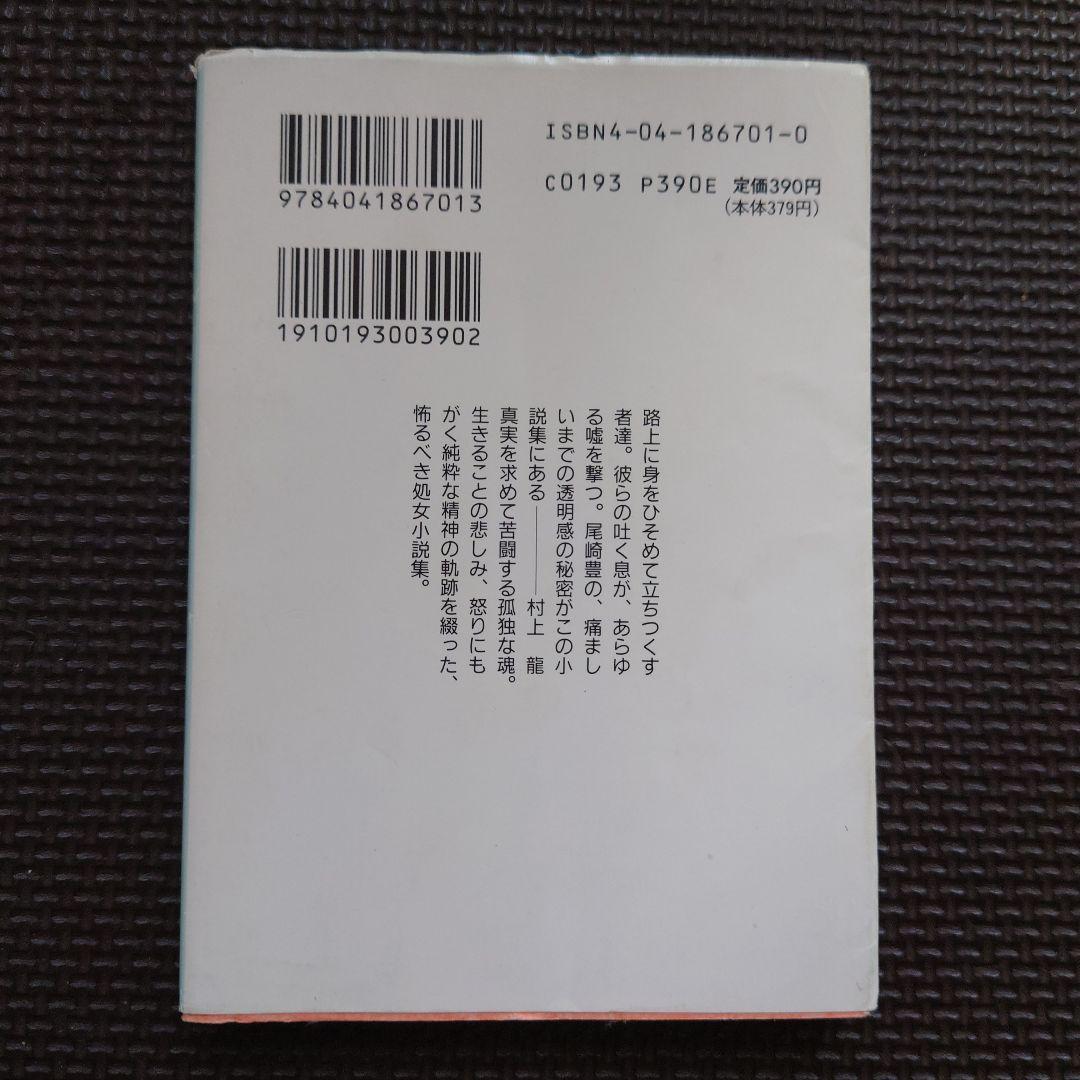 9784041867013
ISBN4-04-186701-0
C0193 P390E 定価390円
(本体379円)
1910193003902
路上に身をひそめて立ちつくす
者達。彼らの吐く息が、あらゆ
る嘘を撃つ。尾崎豊の、痛まし
いまでの透明感の秘密がこの小
説集にある――村上 龍
真実を求めて苦闘する孤独な魂。
生きることの悲しみ、怒りにも
がく純粋な精神の軌跡を綴った、
怖るべき処女小説集。